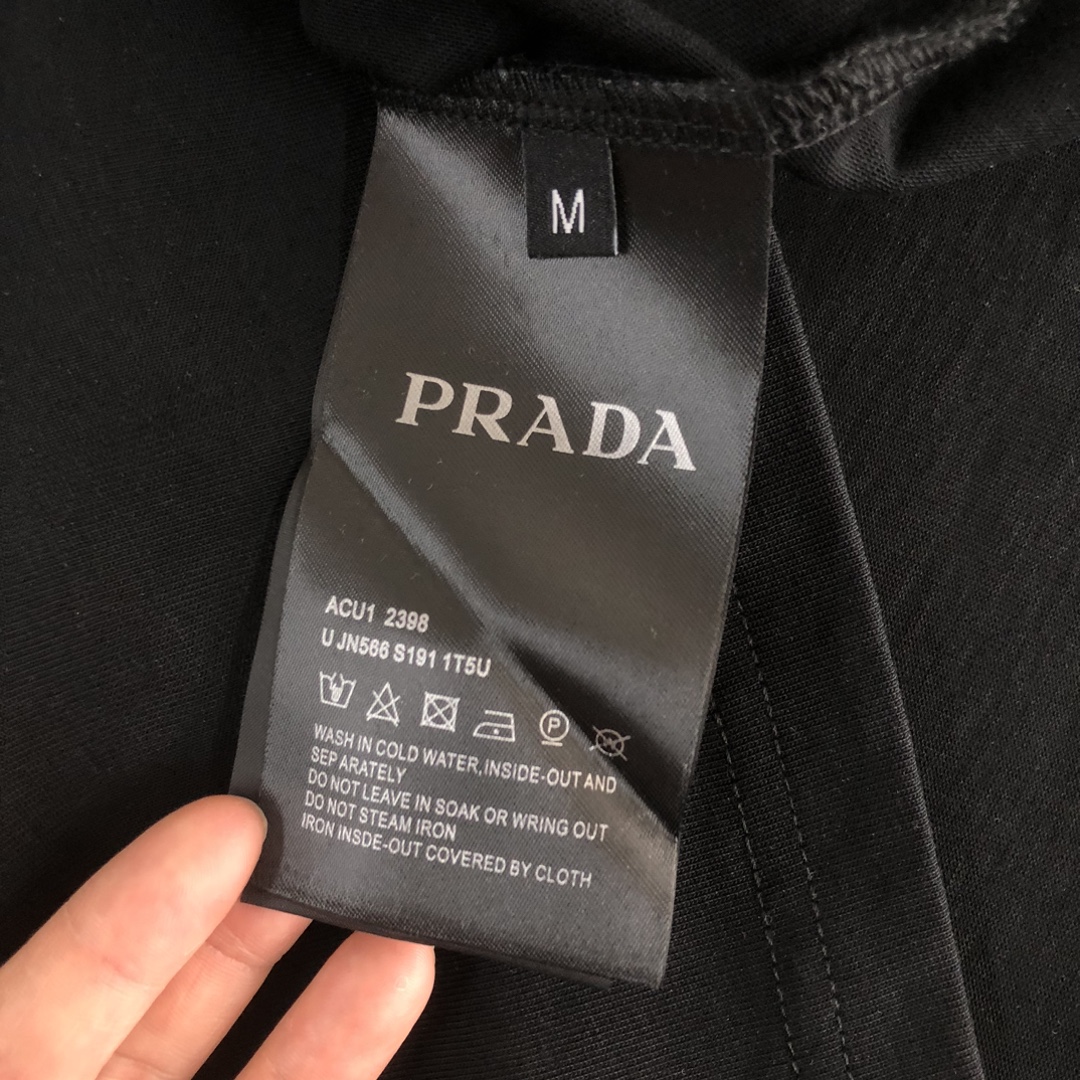 M
PRADA
ACU1 2398
U JN566 S191 1T5U
P
WASH IN COLD WATER,INSIDE-OUT AND
SEP ARATELY
DO NOT LEAVE IN SOAK OR WRING OUT
DO NOT STEAM IRON
IRON INSDE-OUT COVERED BY CLOTH